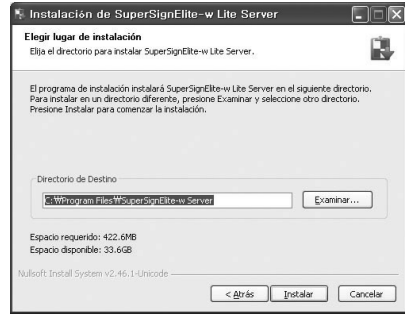 Instalación de SuperSignElite-w Lite Server
Elegir lugar de instalación
Elija el directorio para instalar SuperSignElite-w Lite Server.
El programa de instalación instalará SuperSignElite-w Lite Server en el siguiente directorio.
Para instalar en un directorio diferente, presione Examinar y seleccione otro directorio.
Presione Instalar para comenzar la instalación.
Directorio de Destino
C:₩Program Files₩SuperSignElite-w Server
Examinar...
Espacio requerido: 422.6MB
Espacio disponible: 33.6GB
Nullsoft Install System v2.46.1-Unicode
< Atrás
Instalar
Cancelar